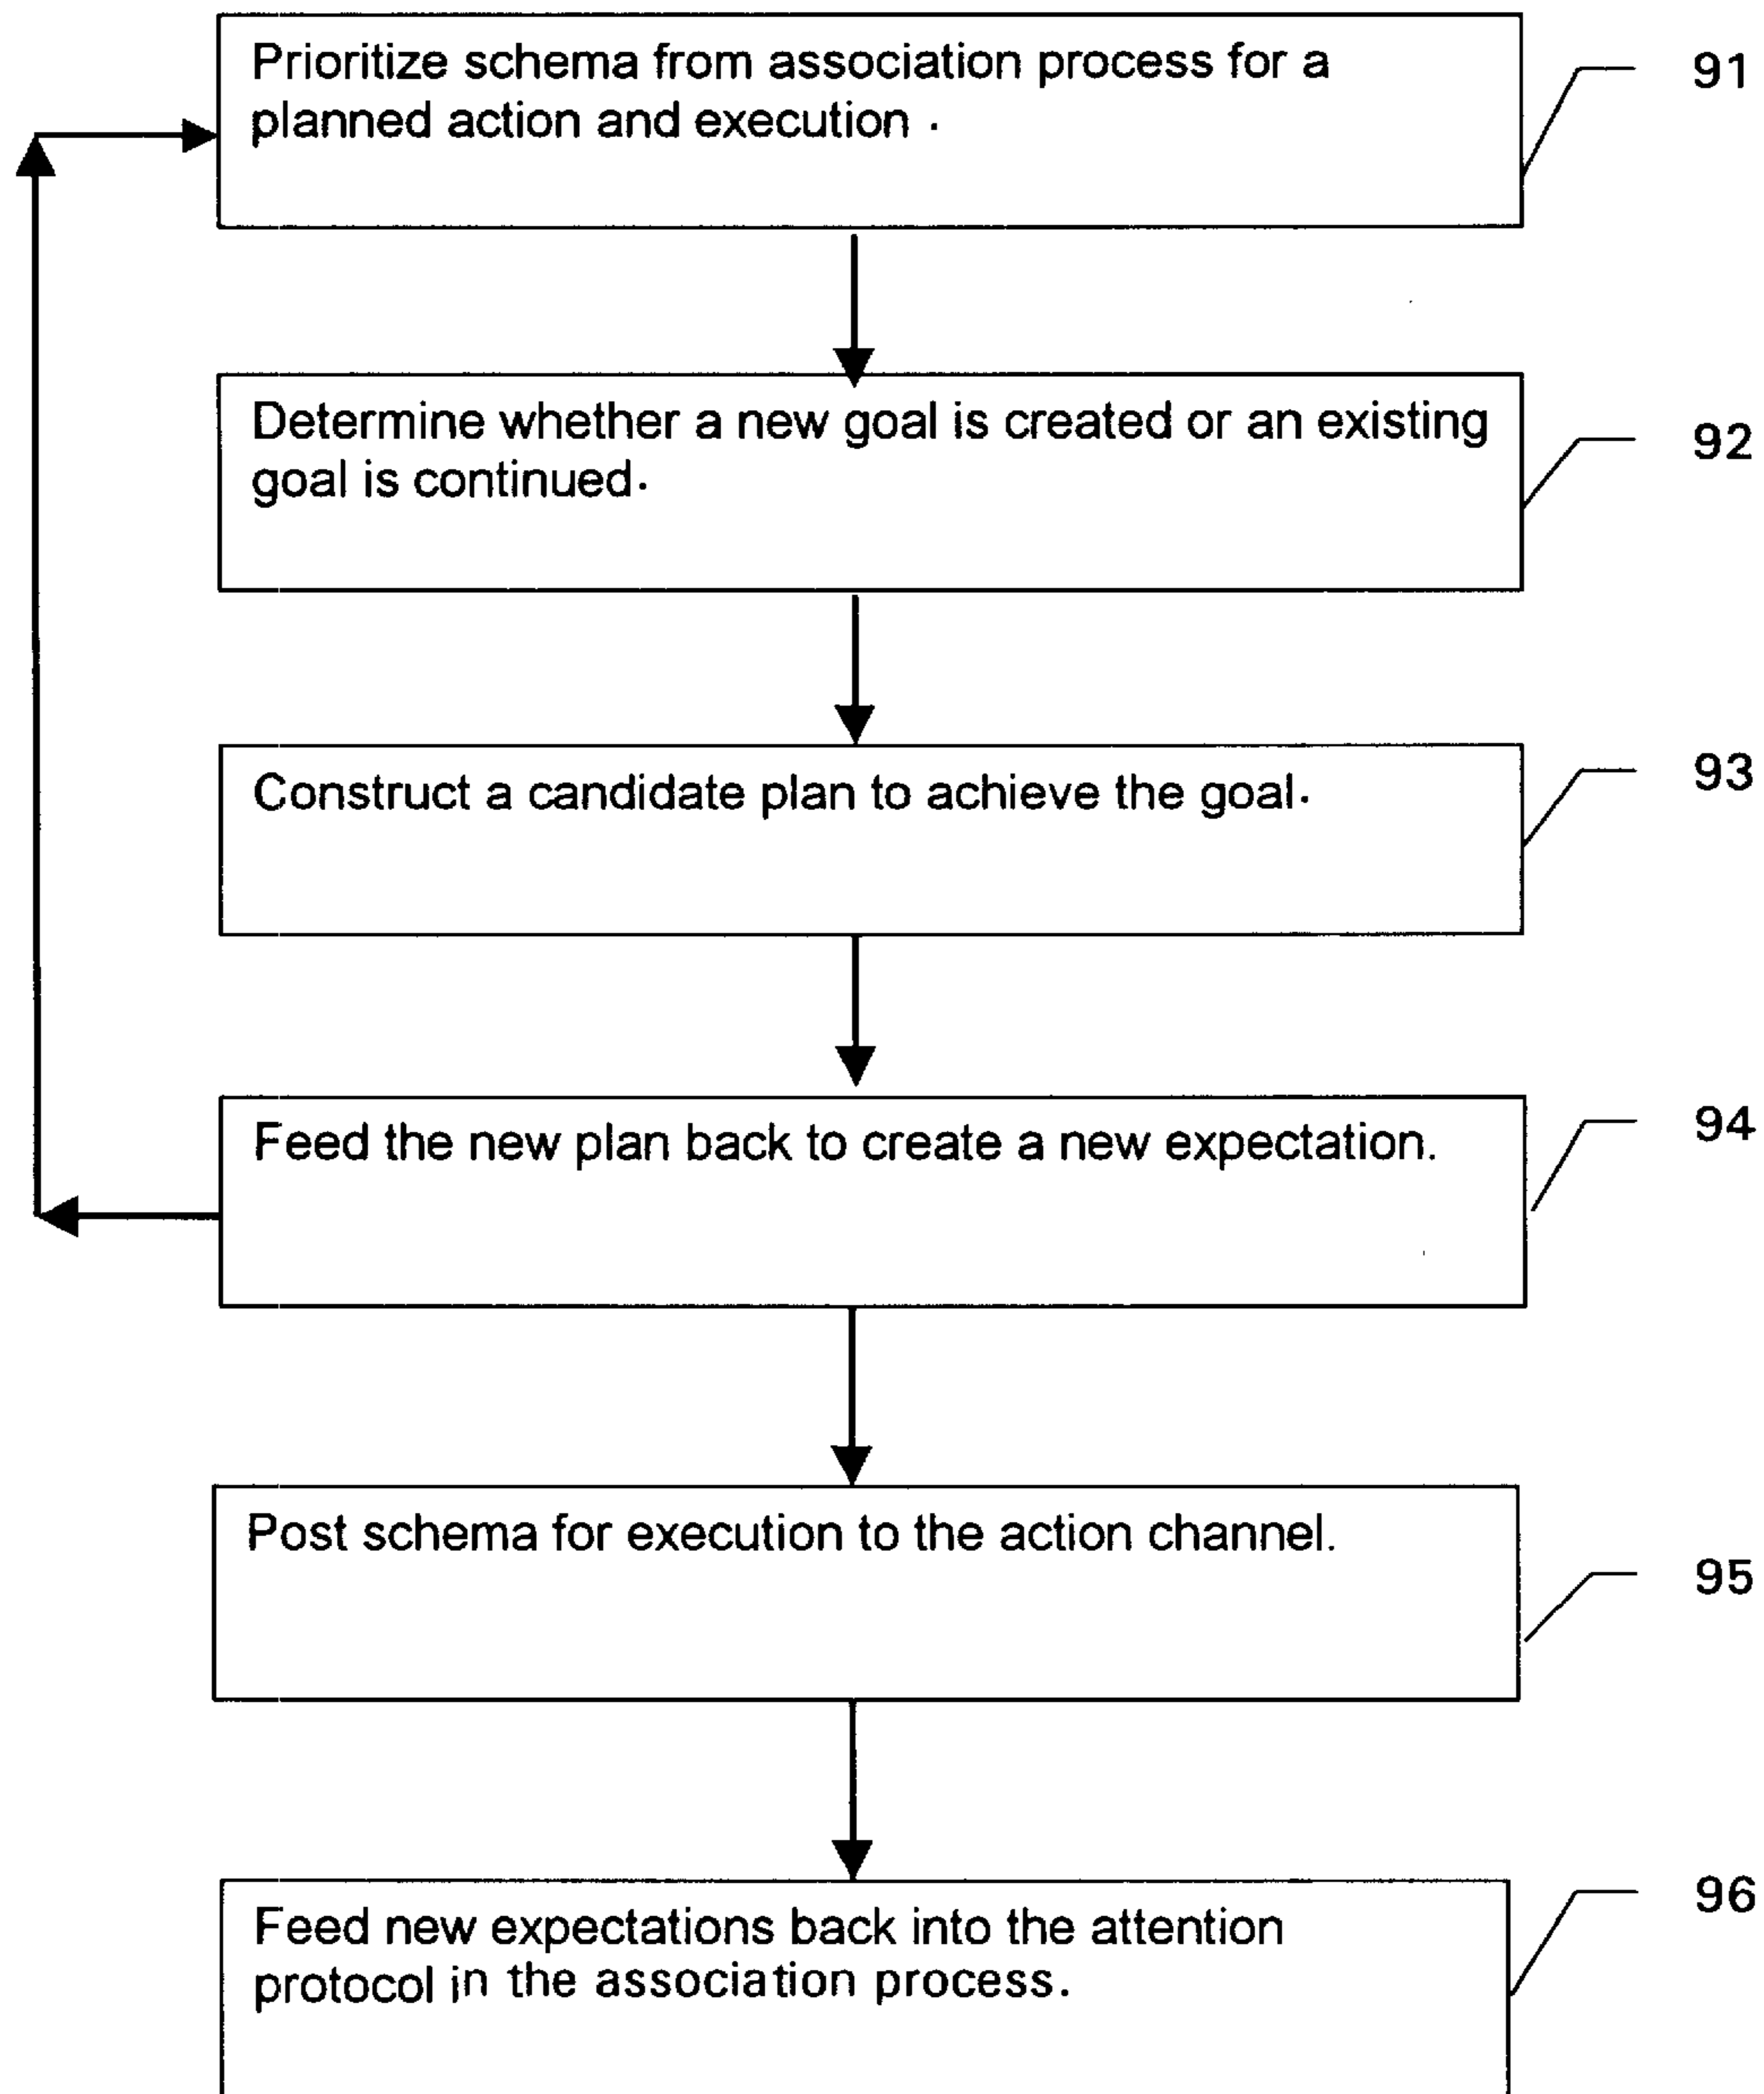 Prioritize schema from association process for a
planned action and execution .
91
Determine whether a new goal is created or an existing
goal is continued.
92
Construct a candidate plan to achieve the goal.
93
Feed the new plan back to create a new expectation.
94
Post schema for execution to the action channel.
95
Feed new expectations back into the attention
protocol in the association process.
96